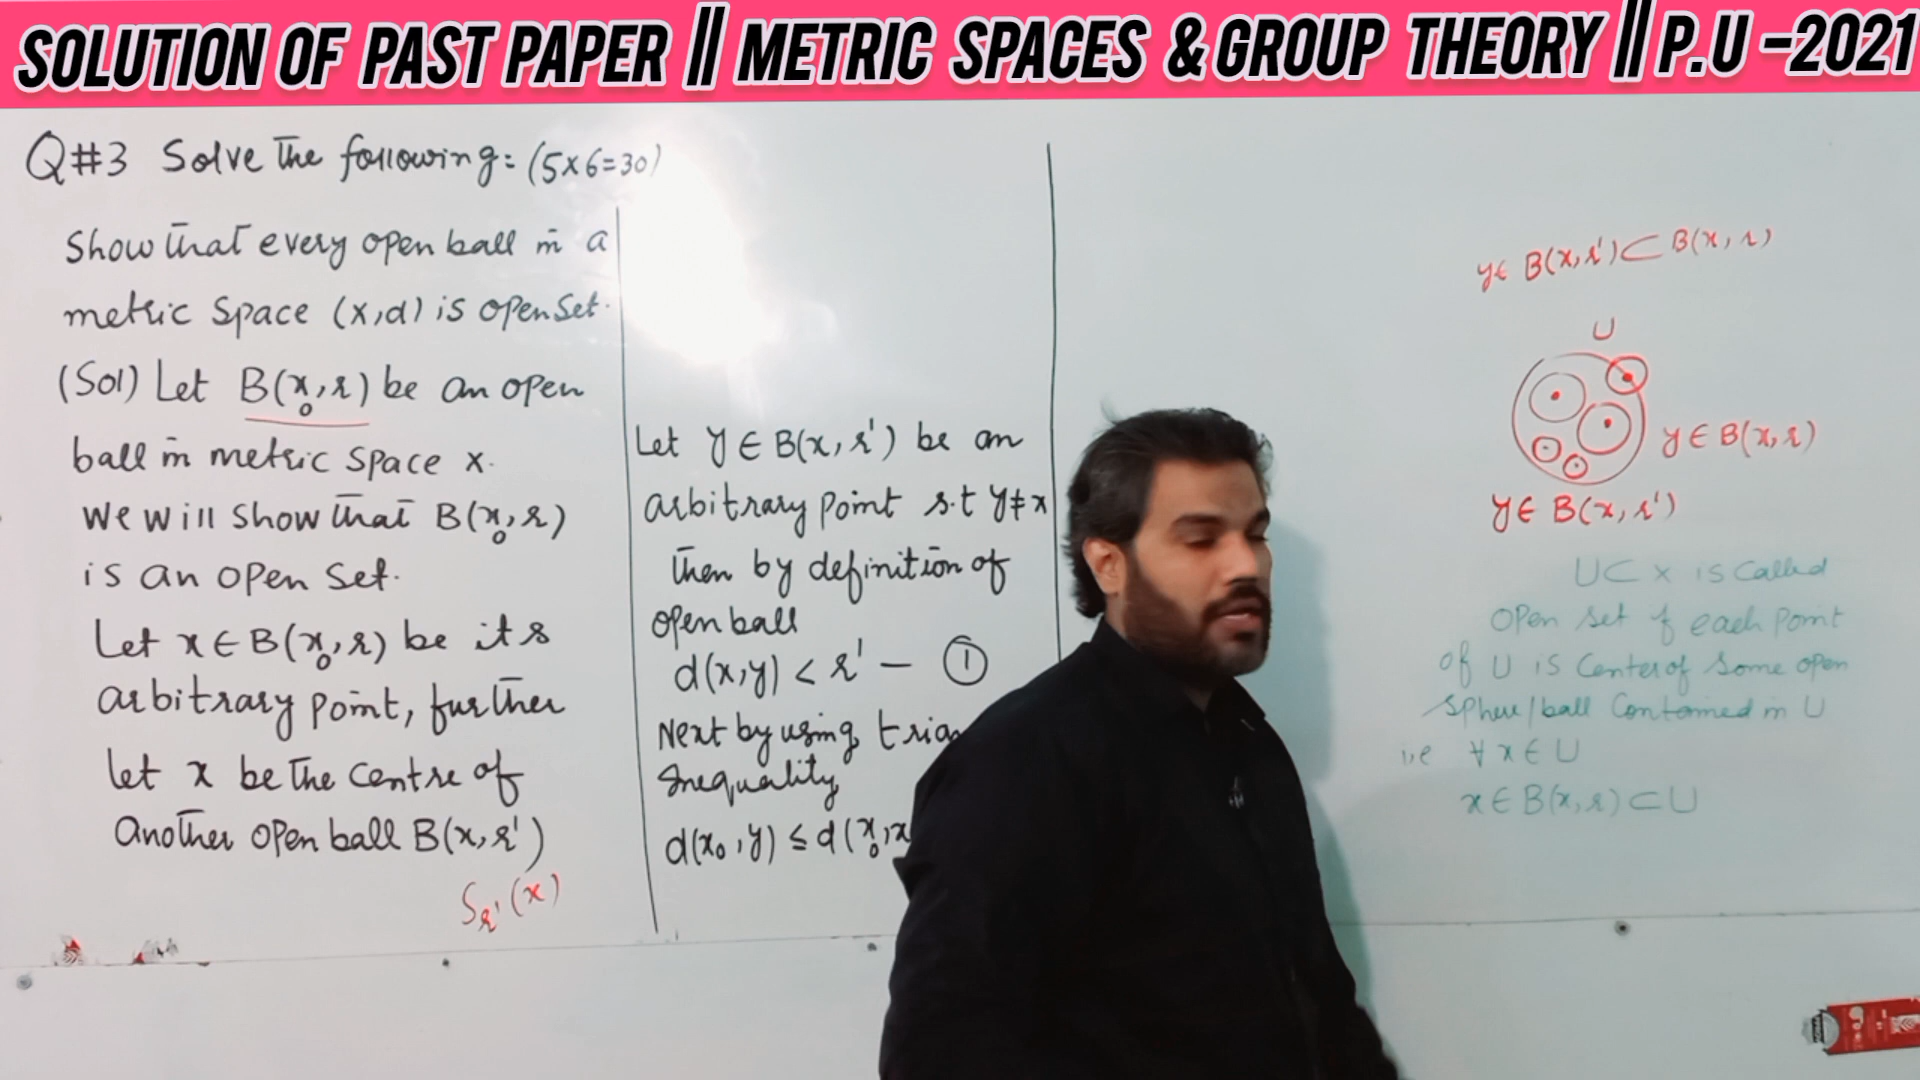 SOLUTION OF PAST PAPER || METRIC SPACES & GROUP THEORY || P.U -2021
Q#3 Solve the following: (5×6=30)
Show that every open ball in a
metric space (X,d) is open set.
(Sol) Let B(x₀,r) be an open
ball in metric space X.
we will show that B(x₀,r)
is an open set.
Let x ∈ B(x₀,r) be its
arbitrary point, further
let x be the centre of
another open ball B(x,r')
Sr'(x)
Let y ∈ B(x, r') be an
arbitrary point s.t y≠x
then by definition of
open ball
d(x,y) < r' — ①
Next by using
inequality
d(x₀,y) ≤ d(x₀,x
y∈ B(x,r') ⊂ B(x,r)
U
y ∈ B(x,r)
y ∈ B(x,r')
U ⊂ X is called
open set if each point
of U is center of some open
sphere/ball contained in U
i.e ∀ x ∈ U
x ∈ B(x,r) ⊂ U